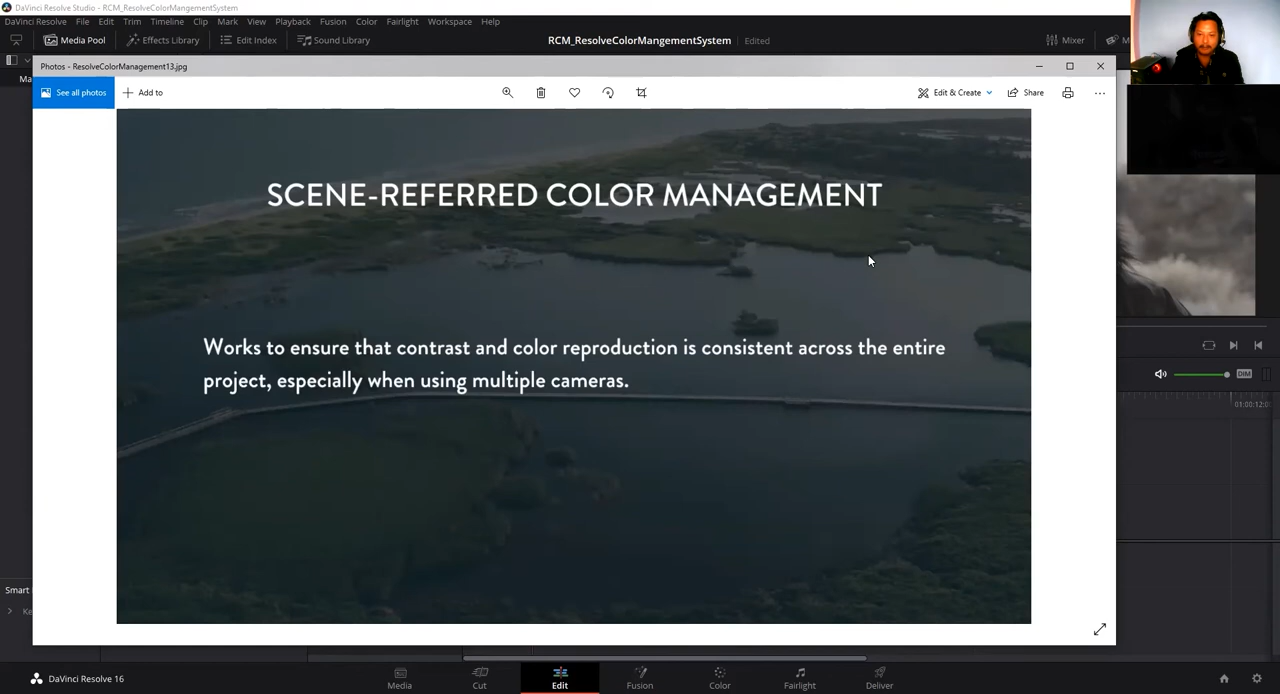 DaVinci Resolve Studio - RCM_ResolveColorMangementSystem
DaVinci Resolve File Edit Trim Timeline Clip Mark View Playback Fusion Color Fairlight Workspace Help
Media Pool Effects Library Edit Index Sound Library RCM_ResolveColorMangementSystem Edited Mixer
Photos - ResolveColorManagement13.jpg
See all photos Add to Edit & Create Share
SCENE-REFERRED COLOR MANAGEMENT
Works to ensure that contrast and color reproduction is consistent across the entire
project, especially when using multiple cameras.
DIM
Smart
DaVinci Resolve 16 Media Cut Edit Fusion Color Fairlight Deliver